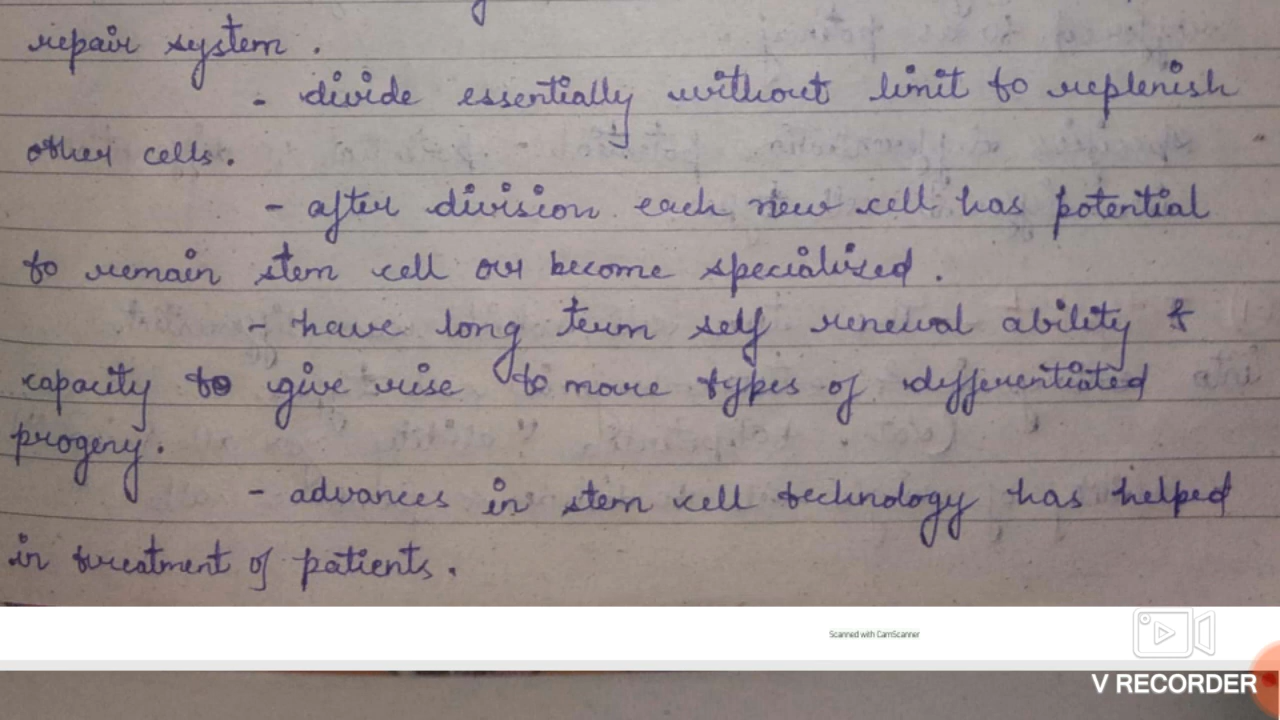 repair system.
- divide essentially without limit to replenish
other cells.
- after division each new cell has potential
to remain stem cell or become specialised.
- have long term self renewal ability &
capacity to give rise to more types of differentiated
progeny.
- advances in stem cell technology has helped
in treatment of patients.
Scanned with CamScanner
V RECORDER